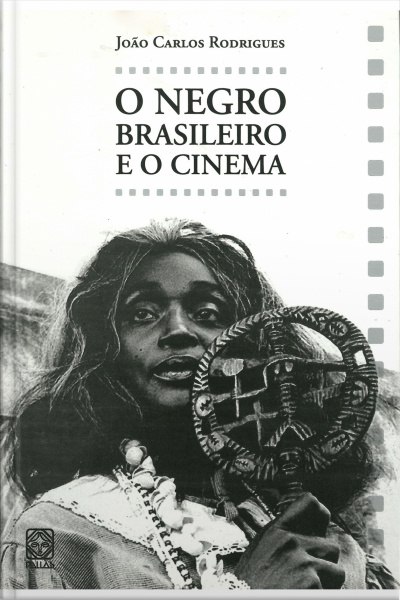 JOÃO CARLOS RODRIGUES
O NEGRO
BRASILEIRO
E O CINEMA
PALLAS